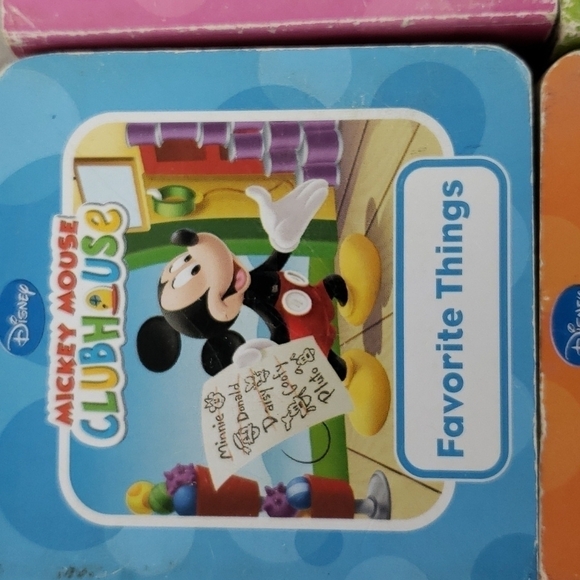 Disney
MICKEY MOUSE
CLUBHOUSE
Minnie
Donald
Daisy
Goofy
Pluto
Favorite Things
Disney